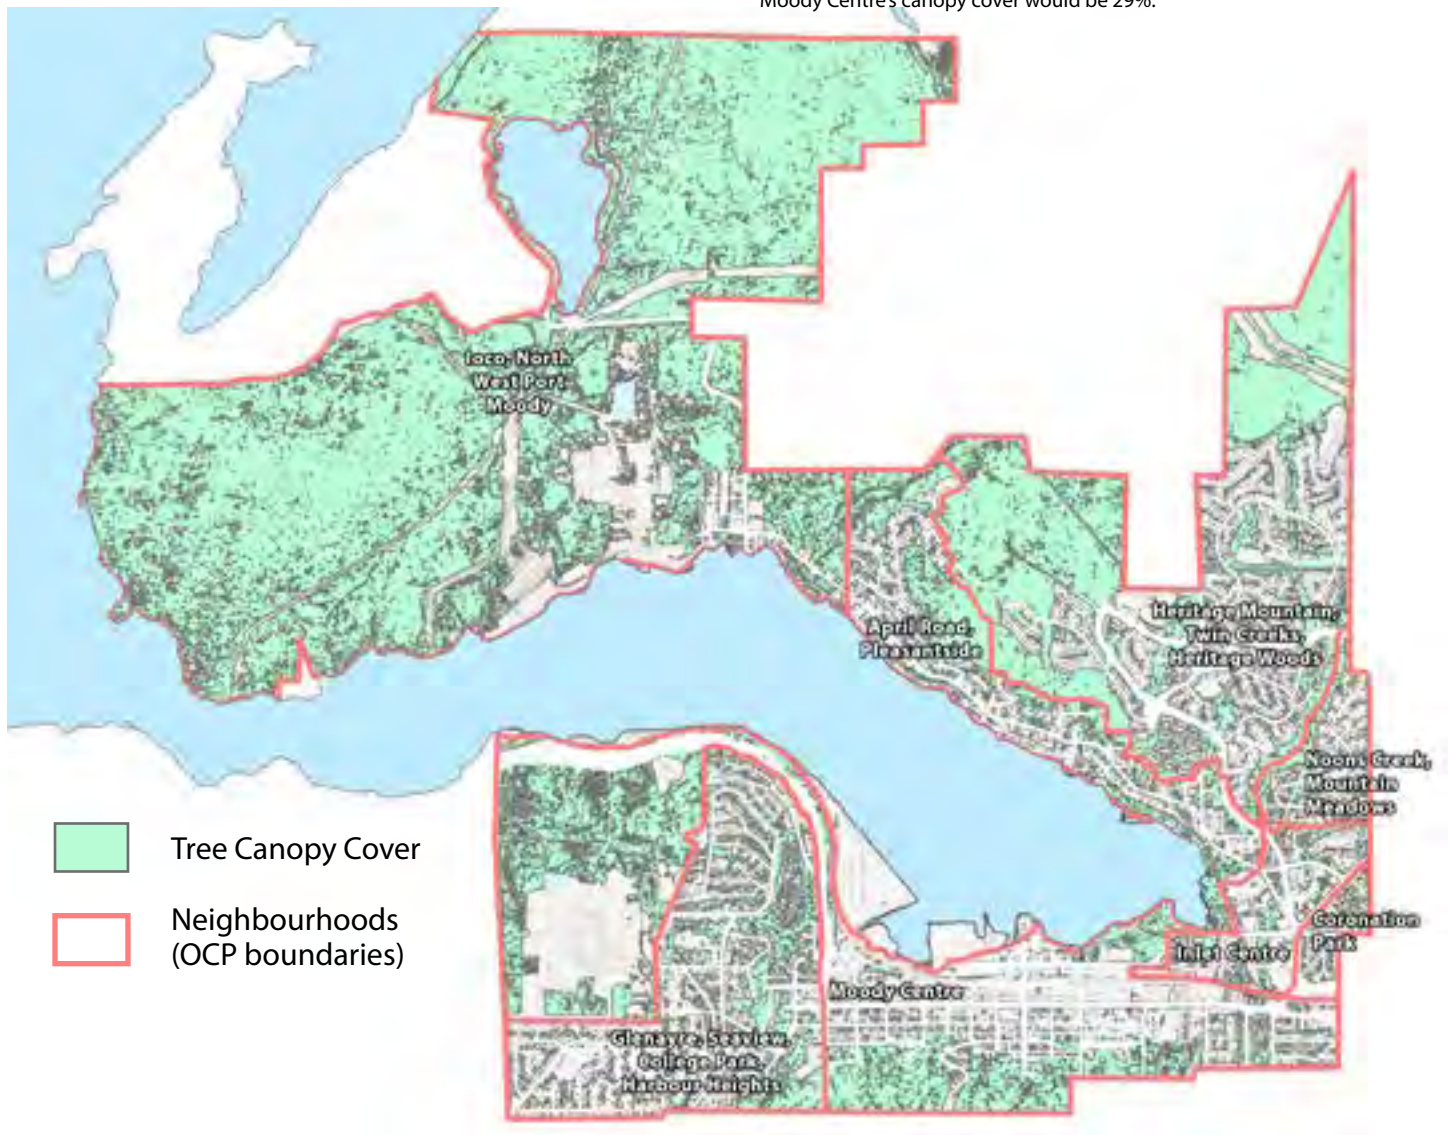 Moody Centre's canopy cover would be 29%.
Ioco, North
West Port
Moody
April Road,
Pleasantside
Heritage Mountain,
Twin Creeks,
Heritage Woods
Noons Creek,
Mountain
Meadows
Tree Canopy Cover
Neighbourhoods
(OCP boundaries)
Coronation
Park
Inlet Centre
Moody Centre
Glenayre, Seaview,
College Park,
Harbour Heights